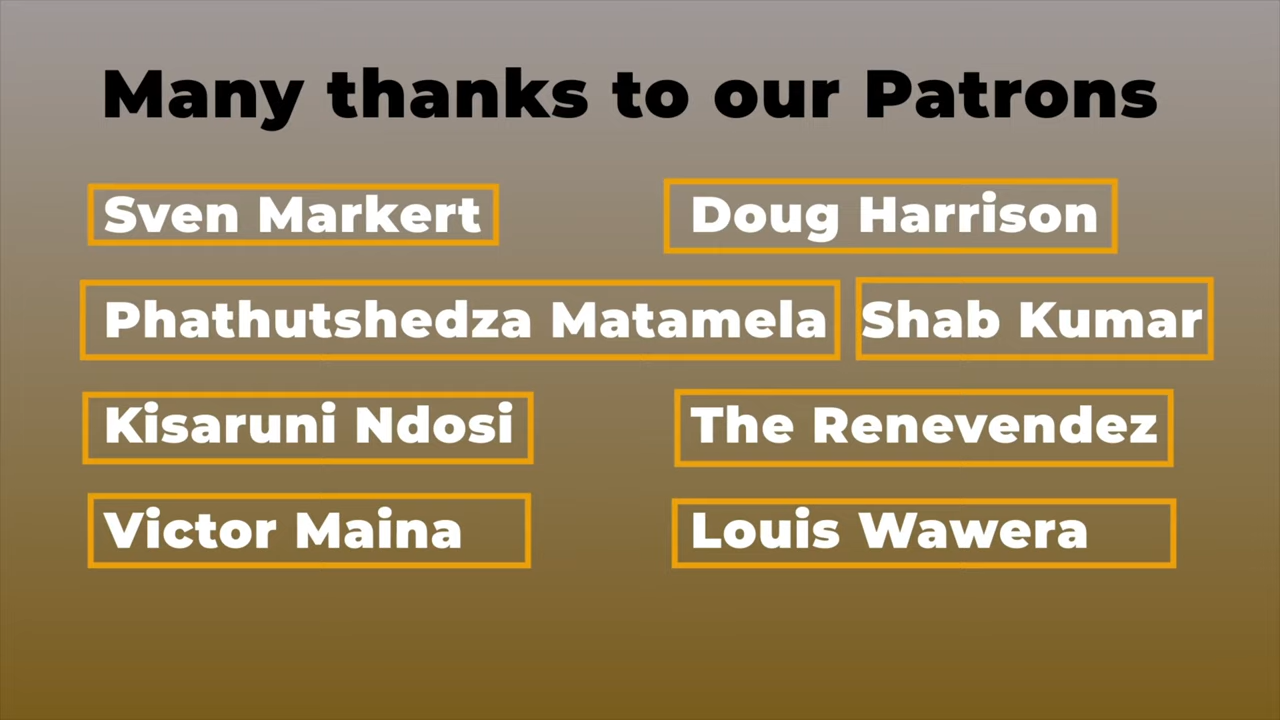 Many thanks to our Patrons
Sven Markert
Doug Harrison
Phathutshedza Matamela
Shab Kumar
Kisaruni Ndosi
The Renevendez
Victor Maina
Louis Wawera